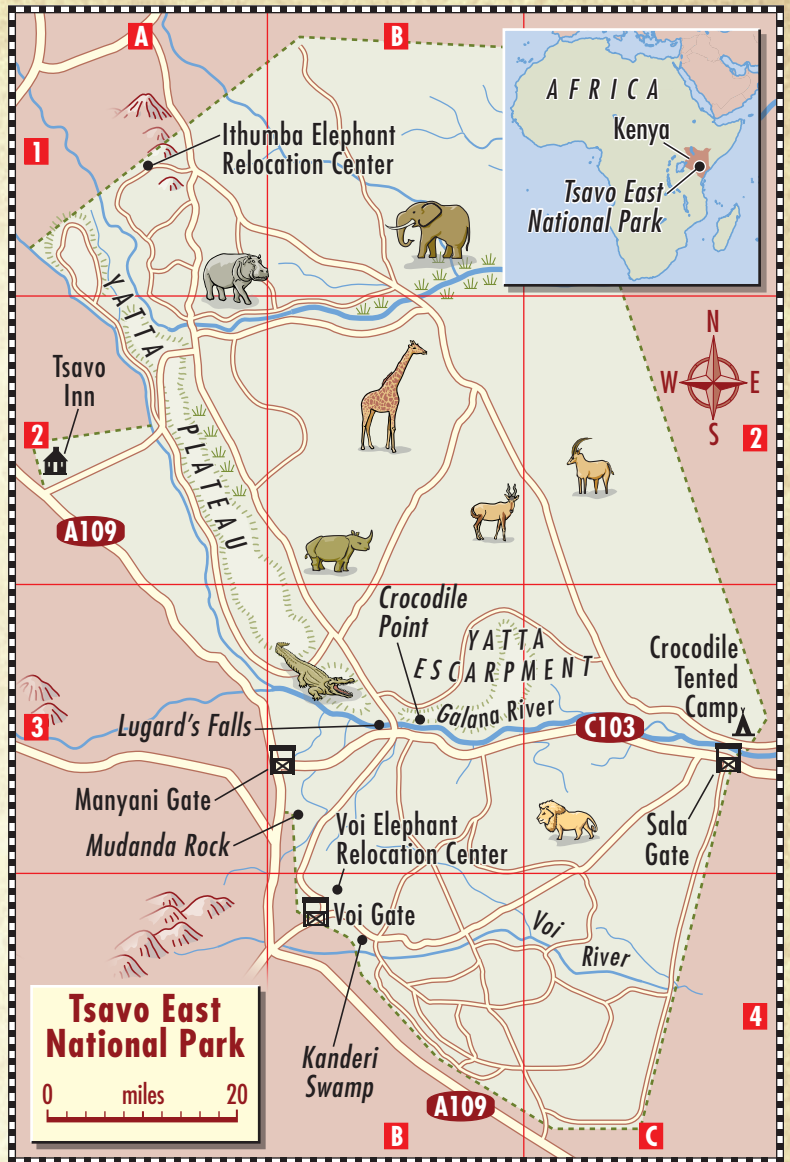 A
B
1
Ithumba Elephant
Relocation Center
AFRICA
Kenya
Tsavo East
National Park
YATTA
PLATEAU
Tsavo
Inn
2
A109
N
W E
S
2
Crocodile
Point
YATTA
ESCARPMENT
Crocodile
Tented
Camp
3
Lugard's Falls
Galana River
C103
Manyani Gate
Mudanda Rock
Voi Elephant
Relocation Center
Sala
Gate
Voi Gate
Voi
River
Tsavo East
National Park
0 miles 20
Kanderi
Swamp
4
A109
B
C